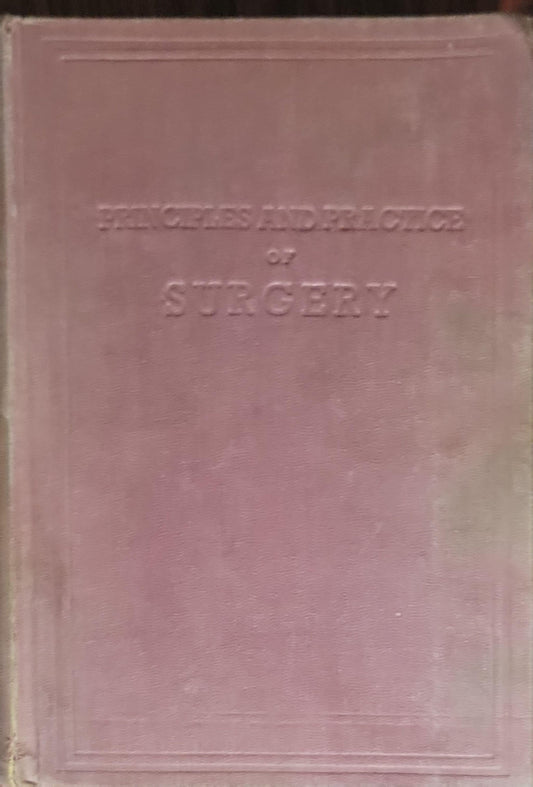 PRINCIPLES AND PRACTICE
OF
SURGERY